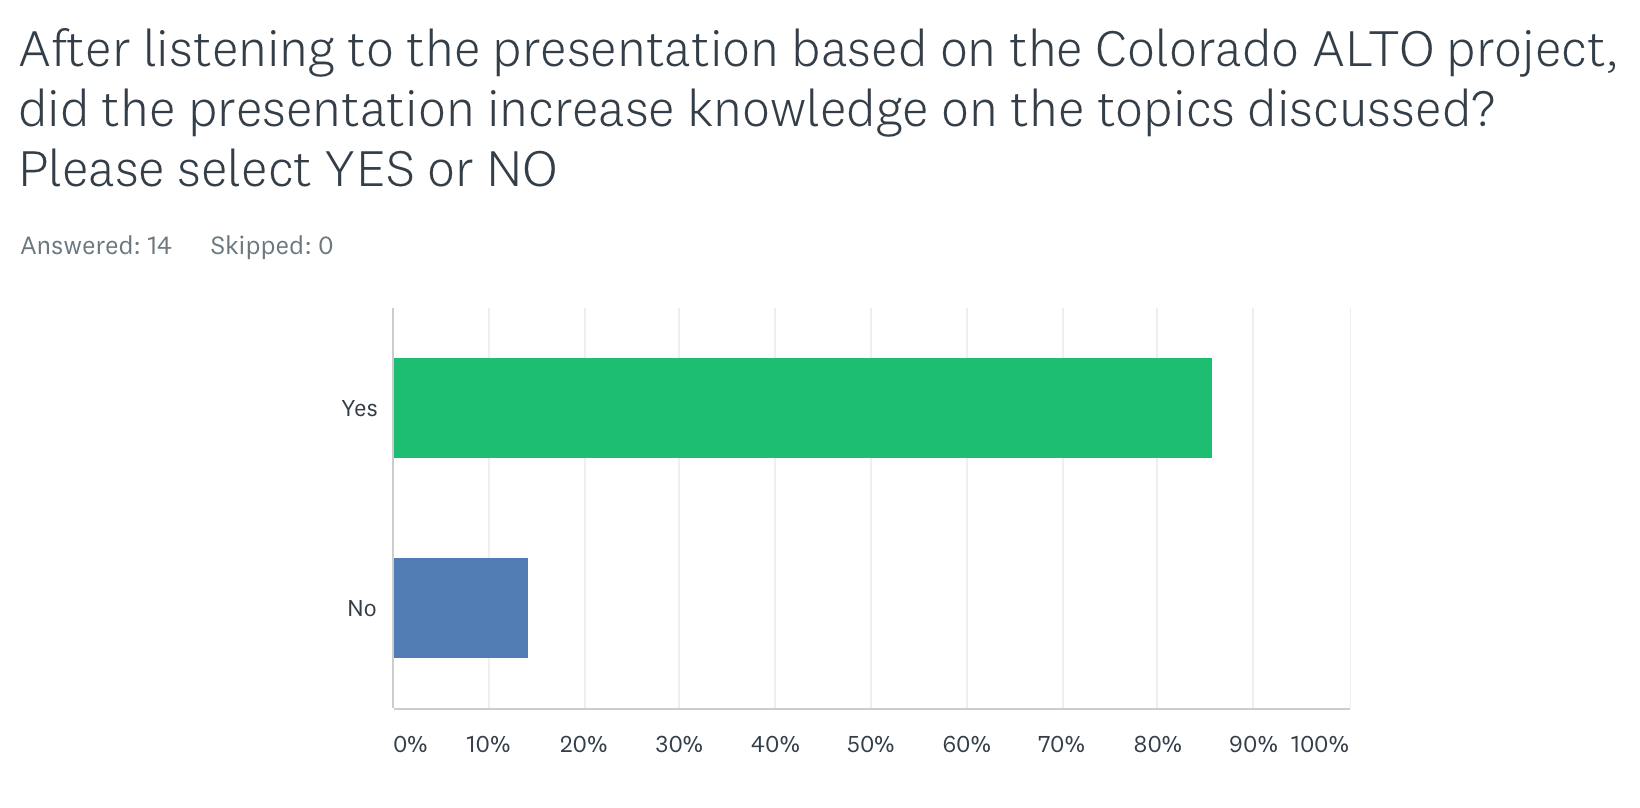 After listening to the presentation based on the Colorado ALTO project,
did the presentation increase knowledge on the topics discussed?
Please select YES or NO
Answered: 14 Skipped: 0
Yes
No
0% 10% 20% 30% 40% 50% 60% 70% 80% 90% 100%